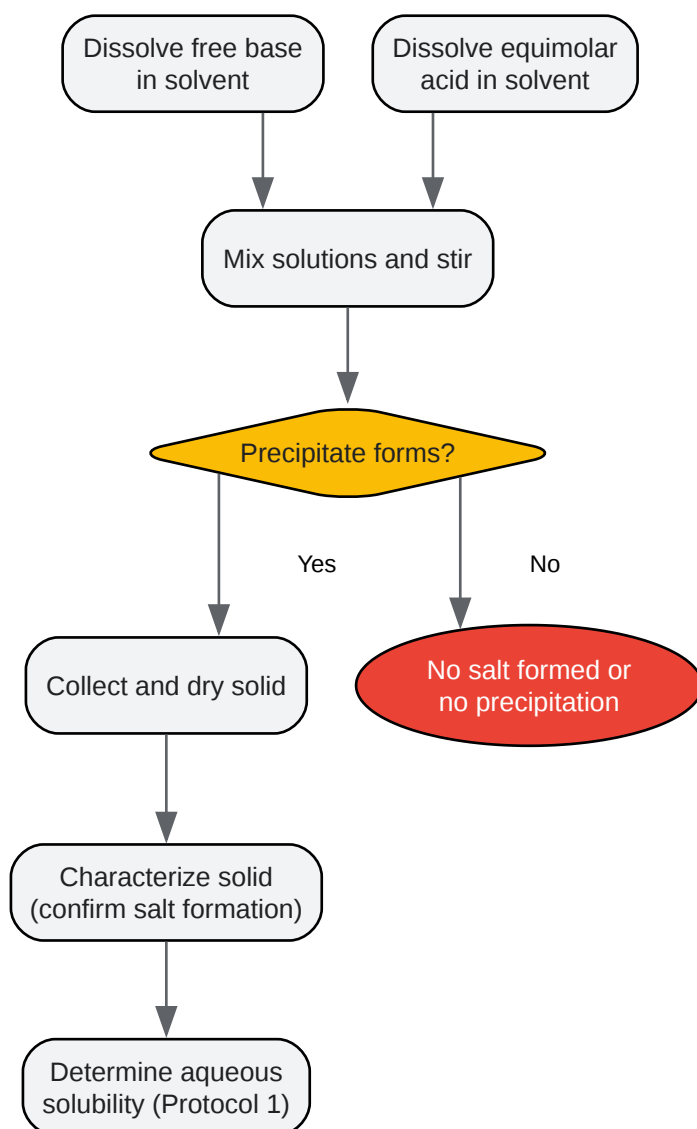 Dissolve free base
in solvent
Dissolve equimolar
acid in solvent
Mix solutions and stir
Precipitate forms?
Yes
No
Collect and dry solid
No salt formed or
no precipitation
Characterize solid
(confirm salt formation)
Determine aqueous
solubility (Protocol 1)